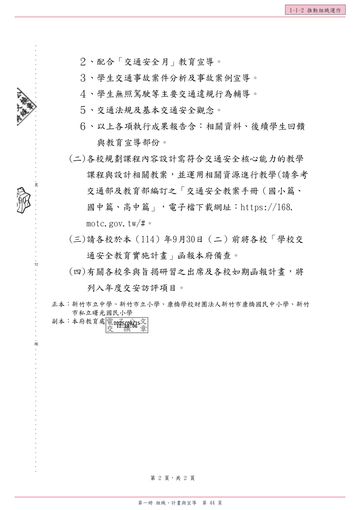 1-1-2 推動組織運作
2、配合「交通安全月」教育宣導。
3、學生交通事故案件分析及事故案例宣導。
4、學生無照駕駛等主要交通違規行為輔導。
5、交通法規及基本交通安全觀念。
6、以上各項執行成果報告含：相關資料、後續學生回饋
與教育宣導部份。
(二)各校規劃課程內容設計需符合交通安全核心能力的教學
課程與設計相關教案，並運用相關資源進行教學(請參考
交通部及教育部編訂之「交通安全教案手冊（國小篇、
國中篇、高中篇」，電子檔下載網址：https://168.
motc.gov.tw/#。
(三)請各校於本（114）年9月30日（二）前將各校「學校交
通安全教育實施計畫」函報本府備查。
(四)有關各校參與旨揭研習之出席及各校如期函報計畫，將
列入年度交安訪評項目。
正本：新竹市立中學、新竹市立小學、康橋學校財團法人新竹市康橋國民中小學、新竹
市私立曙光國民小學
副本：本府教育處
第 2 頁，共 2 頁
第一師 組織、計畫與宣導 第 44 頁